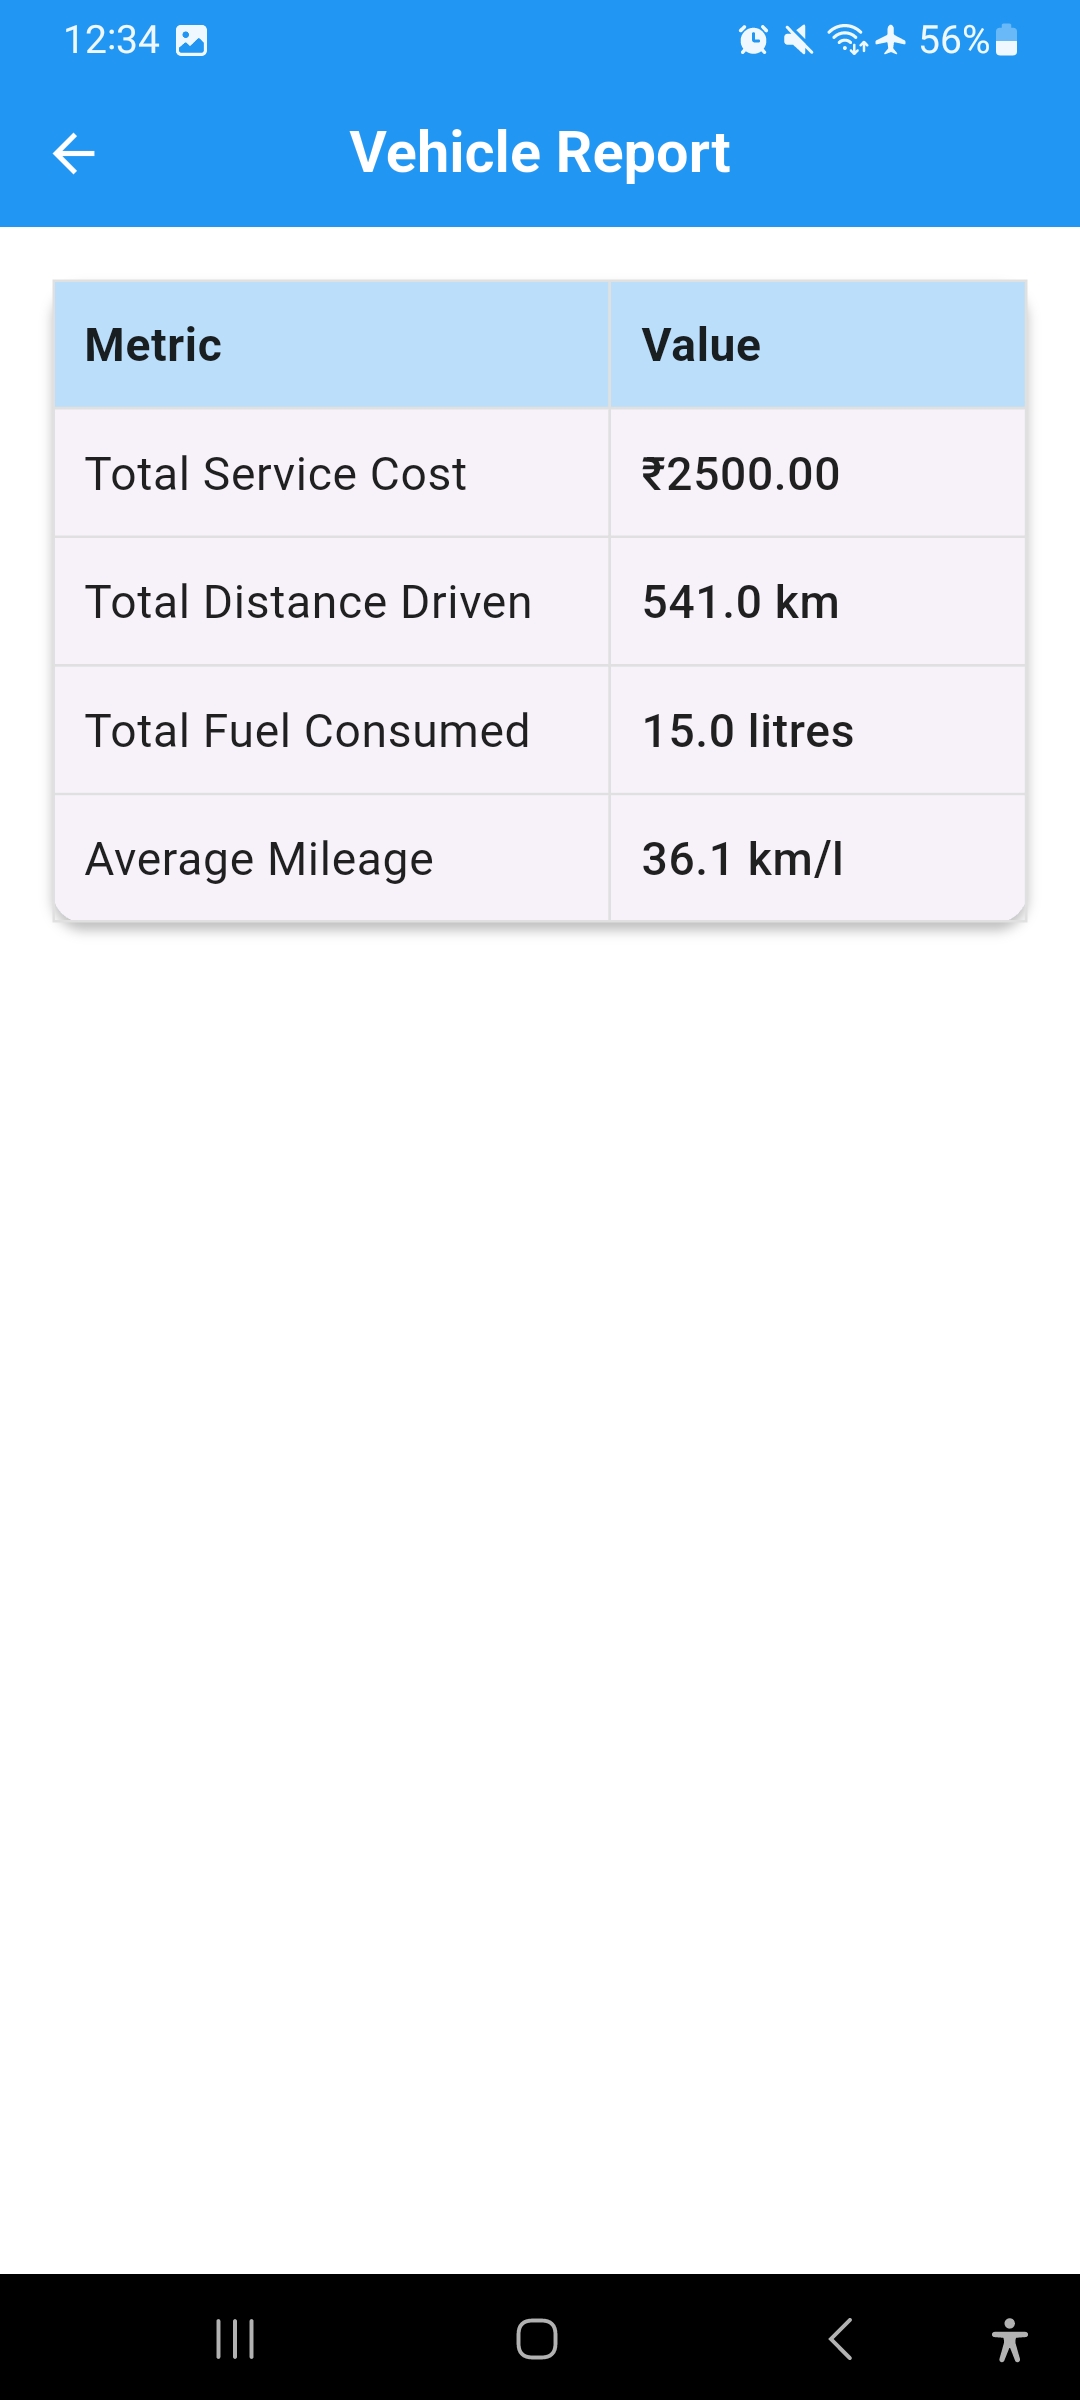 12:34 56%
Vehicle Report
Metric Value
Total Service Cost ₹2500.00
Total Distance Driven 541.0 km
Total Fuel Consumed 15.0 litres
Average Mileage 36.1 km/l